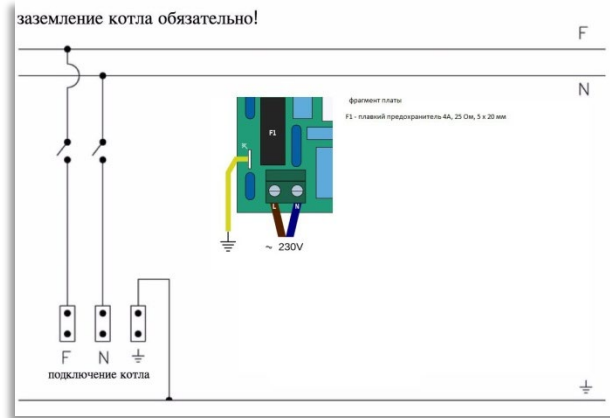 заземление котла обязательно!
F
N
фрагмент платы
F1 - плавкий предохранитель 4А, 25 Ом, 5 х 20 мм
F1
K
L
N
~ 230V
F
N
подключение котла